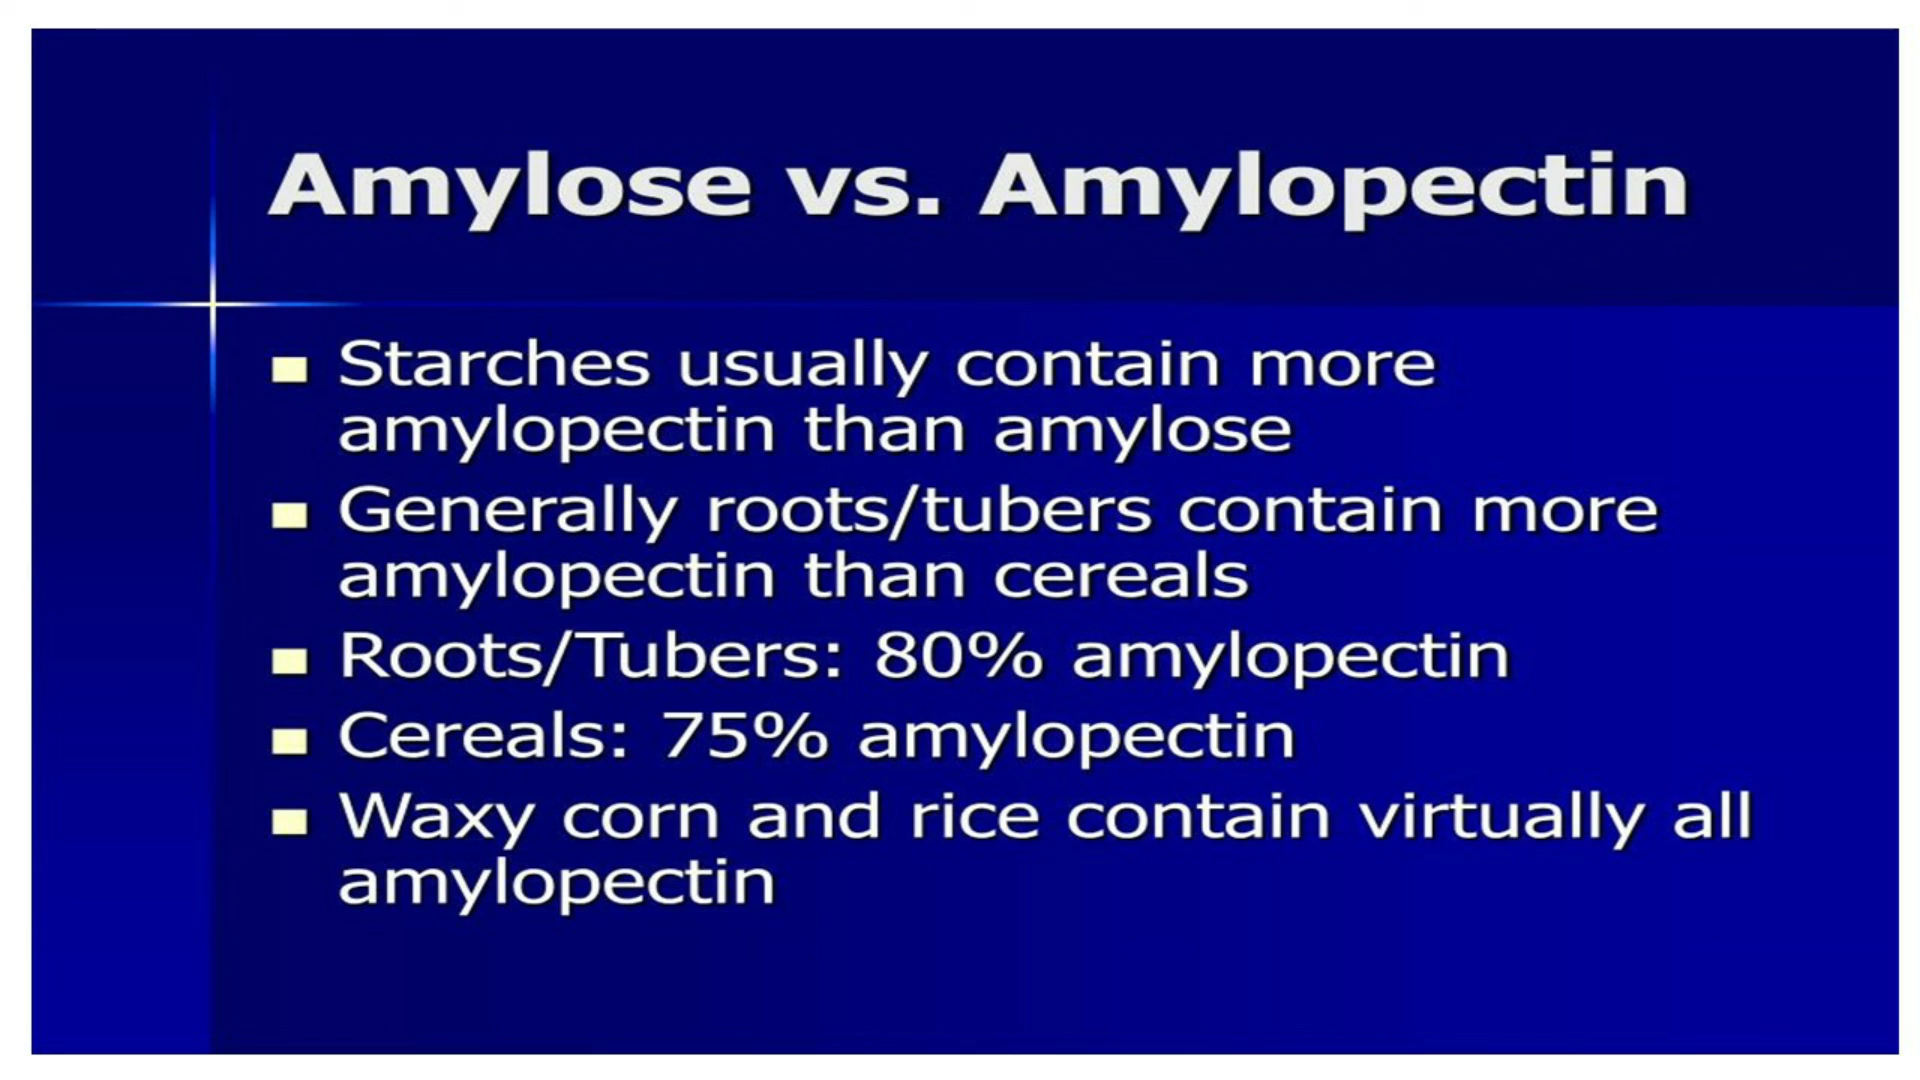 Amylose vs. Amylopectin
Starches usually contain more
amylopectin than amylose
Generally roots/tubers contain more
amylopectin than cereals
Roots/Tubers: 80% amylopectin
Cereals: 75% amylopectin
Waxy corn and rice contain virtually all
amylopectin